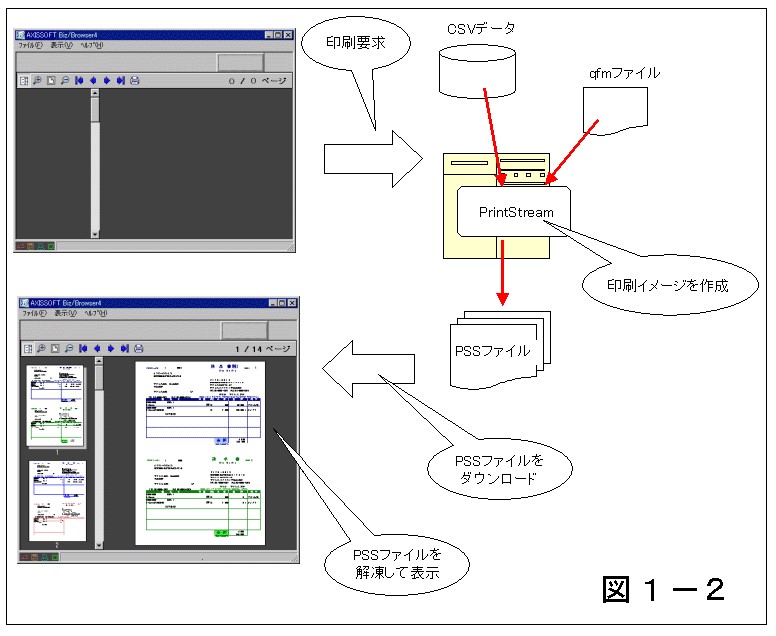 AXISSOFT Biz/Browser4
ファイル(F) 表示(V) ヘルプ(H)
0 / 0 ページ
印刷要求
CSVデータ
qfmファイル
PrintStream
印刷イメージを作成
PSSファイル
AXISSOFT Biz/Browser4
ファイル(F) 表示(V) ヘルプ(H)
1 / 14 ページ
PSSファイルを
ダウンロード
PSSファイルを
解凍して表示
図１－２